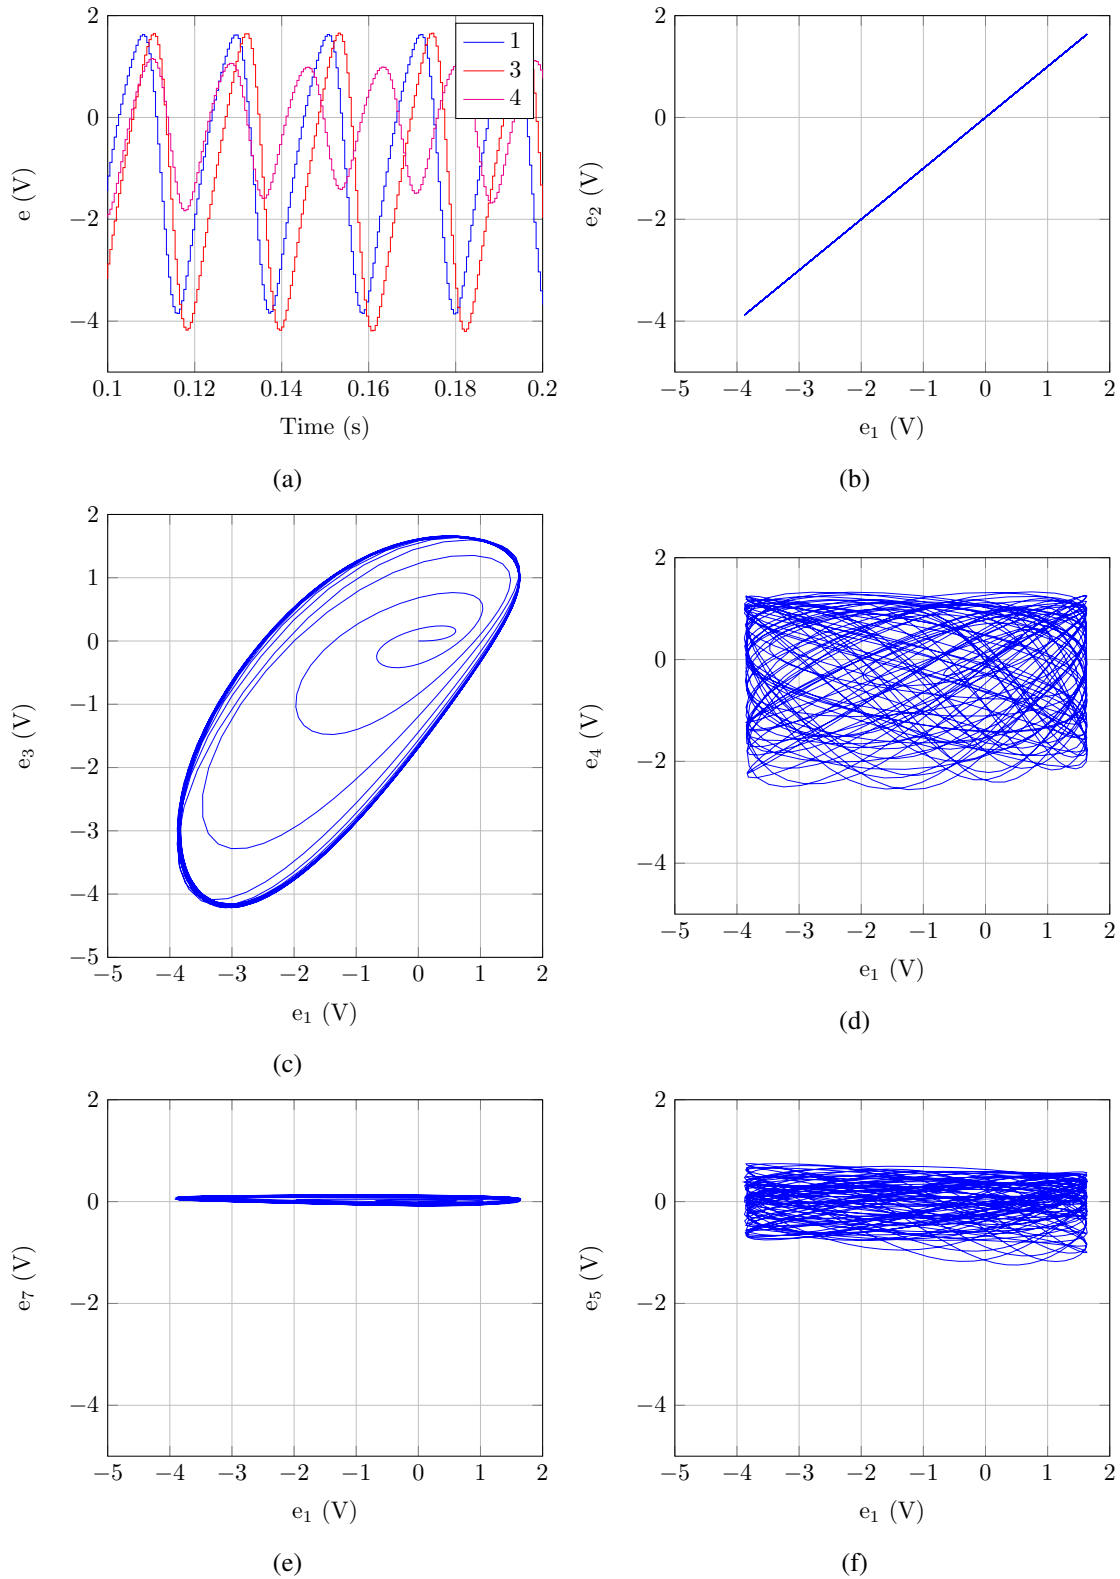 2
0
−2
−4
e (V)
1
3
4
0.1 0.12 0.14 0.16 0.18 0.2
Time (s)
(a)
2
0
−2
−4
e₂ (V)
−5 −4 −3 −2 −1 0 1 2
e₁ (V)
(b)
2
1
0
−1
−2
−3
−4
−5
e₃ (V)
−5 −4 −3 −2 −1 0 1 2
e₁ (V)
(c)
2
0
−2
−4
e₄ (V)
−5 −4 −3 −2 −1 0 1 2
e₁ (V)
(d)
2
0
−2
−4
e₇ (V)
−5 −4 −3 −2 −1 0 1 2
e₁ (V)
(e)
2
0
−2
−4
e₅ (V)
−5 −4 −3 −2 −1 0 1 2
e₁ (V)
(f)